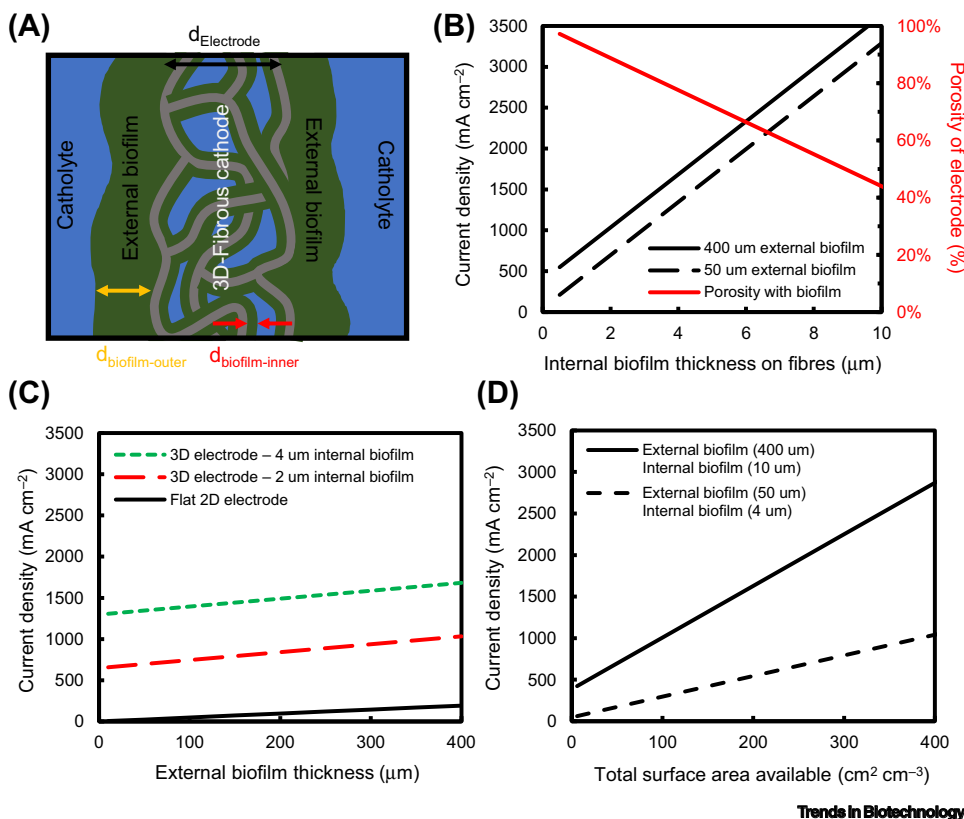 (A)
d_Electrode
Catholyte
External biofilm
3D-Fibrous cathode
External biofilm
Catholyte
d_biofilm-outer
d_biofilm-inner
(B)
Current density (mA cm⁻²)
3500
3000
2500
2000
1500
1000
500
0
400 um external biofilm
50 um external biofilm
Porosity with biofilm
100%
80%
60%
40%
20%
0%
Porosity of electrode (%)
0 2 4 6 8 10
Internal biofilm thickness on fibres (μm)
(C)
Current density (mA cm⁻²)
3500
3000
2500
2000
1500
1000
500
0
3D electrode – 4 um internal biofilm
3D electrode – 2 um internal biofilm
Flat 2D electrode
0 100 200 300 400
External biofilm thickness (μm)
(D)
Current density (mA cm⁻²)
3500
3000
2500
2000
1500
1000
500
0
External biofilm (400 um)
Internal biofilm (10 um)
External biofilm (50 um)
Internal biofilm (4 um)
0 100 200 300 400
Total surface area available (cm² cm⁻³)
Trends in Biotechnology